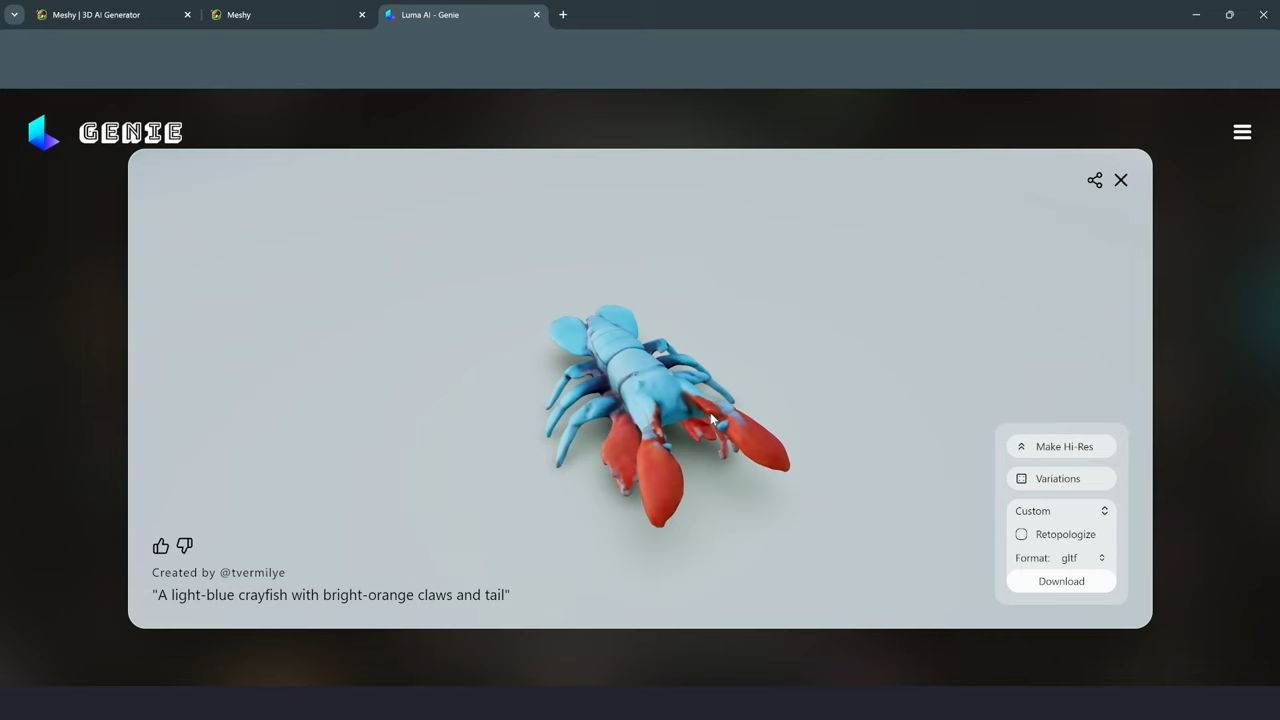 Meshy | 3D AI Generator
Meshy
Luma AI - Genie
GENIE
Make Hi-Res
Variations
Custom
Retopologize
Format: gltf
Download
Created by @tvermilye
"A light-blue crayfish with bright-orange claws and tail"